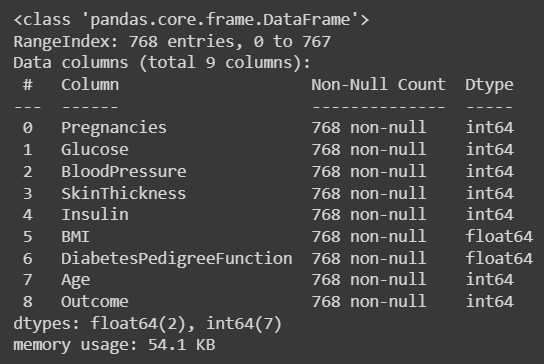 <class 'pandas.core.frame.DataFrame'>
RangeIndex: 768 entries, 0 to 767
Data columns (total 9 columns):
 #   Column                    Non-Null Count  Dtype
---  ------                    --------------  -----
 0   Pregnancies               768 non-null    int64
 1   Glucose                   768 non-null    int64
 2   BloodPressure             768 non-null    int64
 3   SkinThickness             768 non-null    int64
 4   Insulin                   768 non-null    int64
 5   BMI                       768 non-null    float64
 6   DiabetesPedigreeFunction  768 non-null    float64
 7   Age                       768 non-null    int64
 8   Outcome                   768 non-null    int64
dtypes: float64(2), int64(7)
memory usage: 54.1 KB